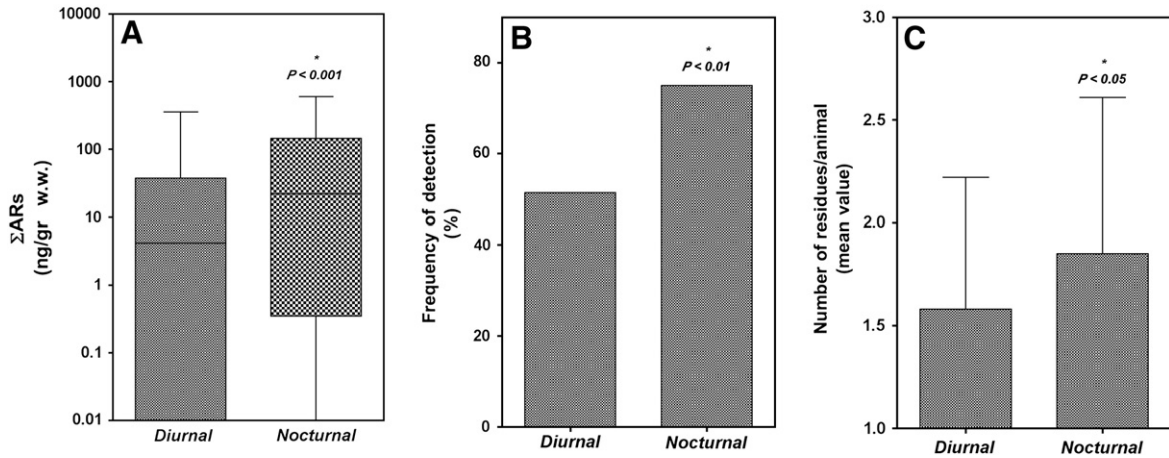 A
10000
1000
100
10
1
0.1
0.01
ΣARs
(ng/gr w.w.)
*
P < 0.001
Diurnal
Nocturnal
B
80
60
40
20
0
Frequency of detection
(%)
*
P < 0.01
Diurnal
Nocturnal
C
3.0
2.5
2.0
1.5
1.0
Number of residues/animal
(mean value)
*
P < 0.05
Diurnal
Nocturnal